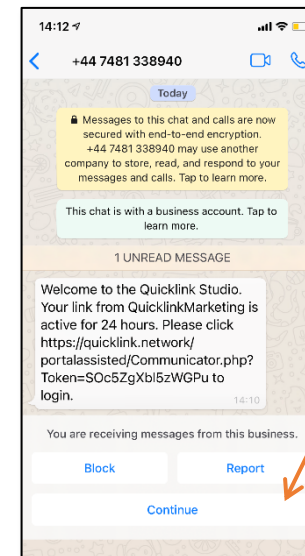 14:12
+44 7481 338940
Today
Messages to this chat and calls are now
secured with end-to-end encryption.
+44 7481 338940 may use another
company to store, read, and respond to your
messages and calls. Tap to learn more.
This chat is with a business account. Tap to
learn more.
1 UNREAD MESSAGE
Welcome to the Quicklink Studio.
Your link from QuicklinkMarketing is
active for 24 hours. Please click
https://quicklink.network/
portalassisted/Communicator.php?
Token=SOc5ZgXbl5zWGPu to
login.
14:10
You are receiving messages from this business.
Block
Report
Continue